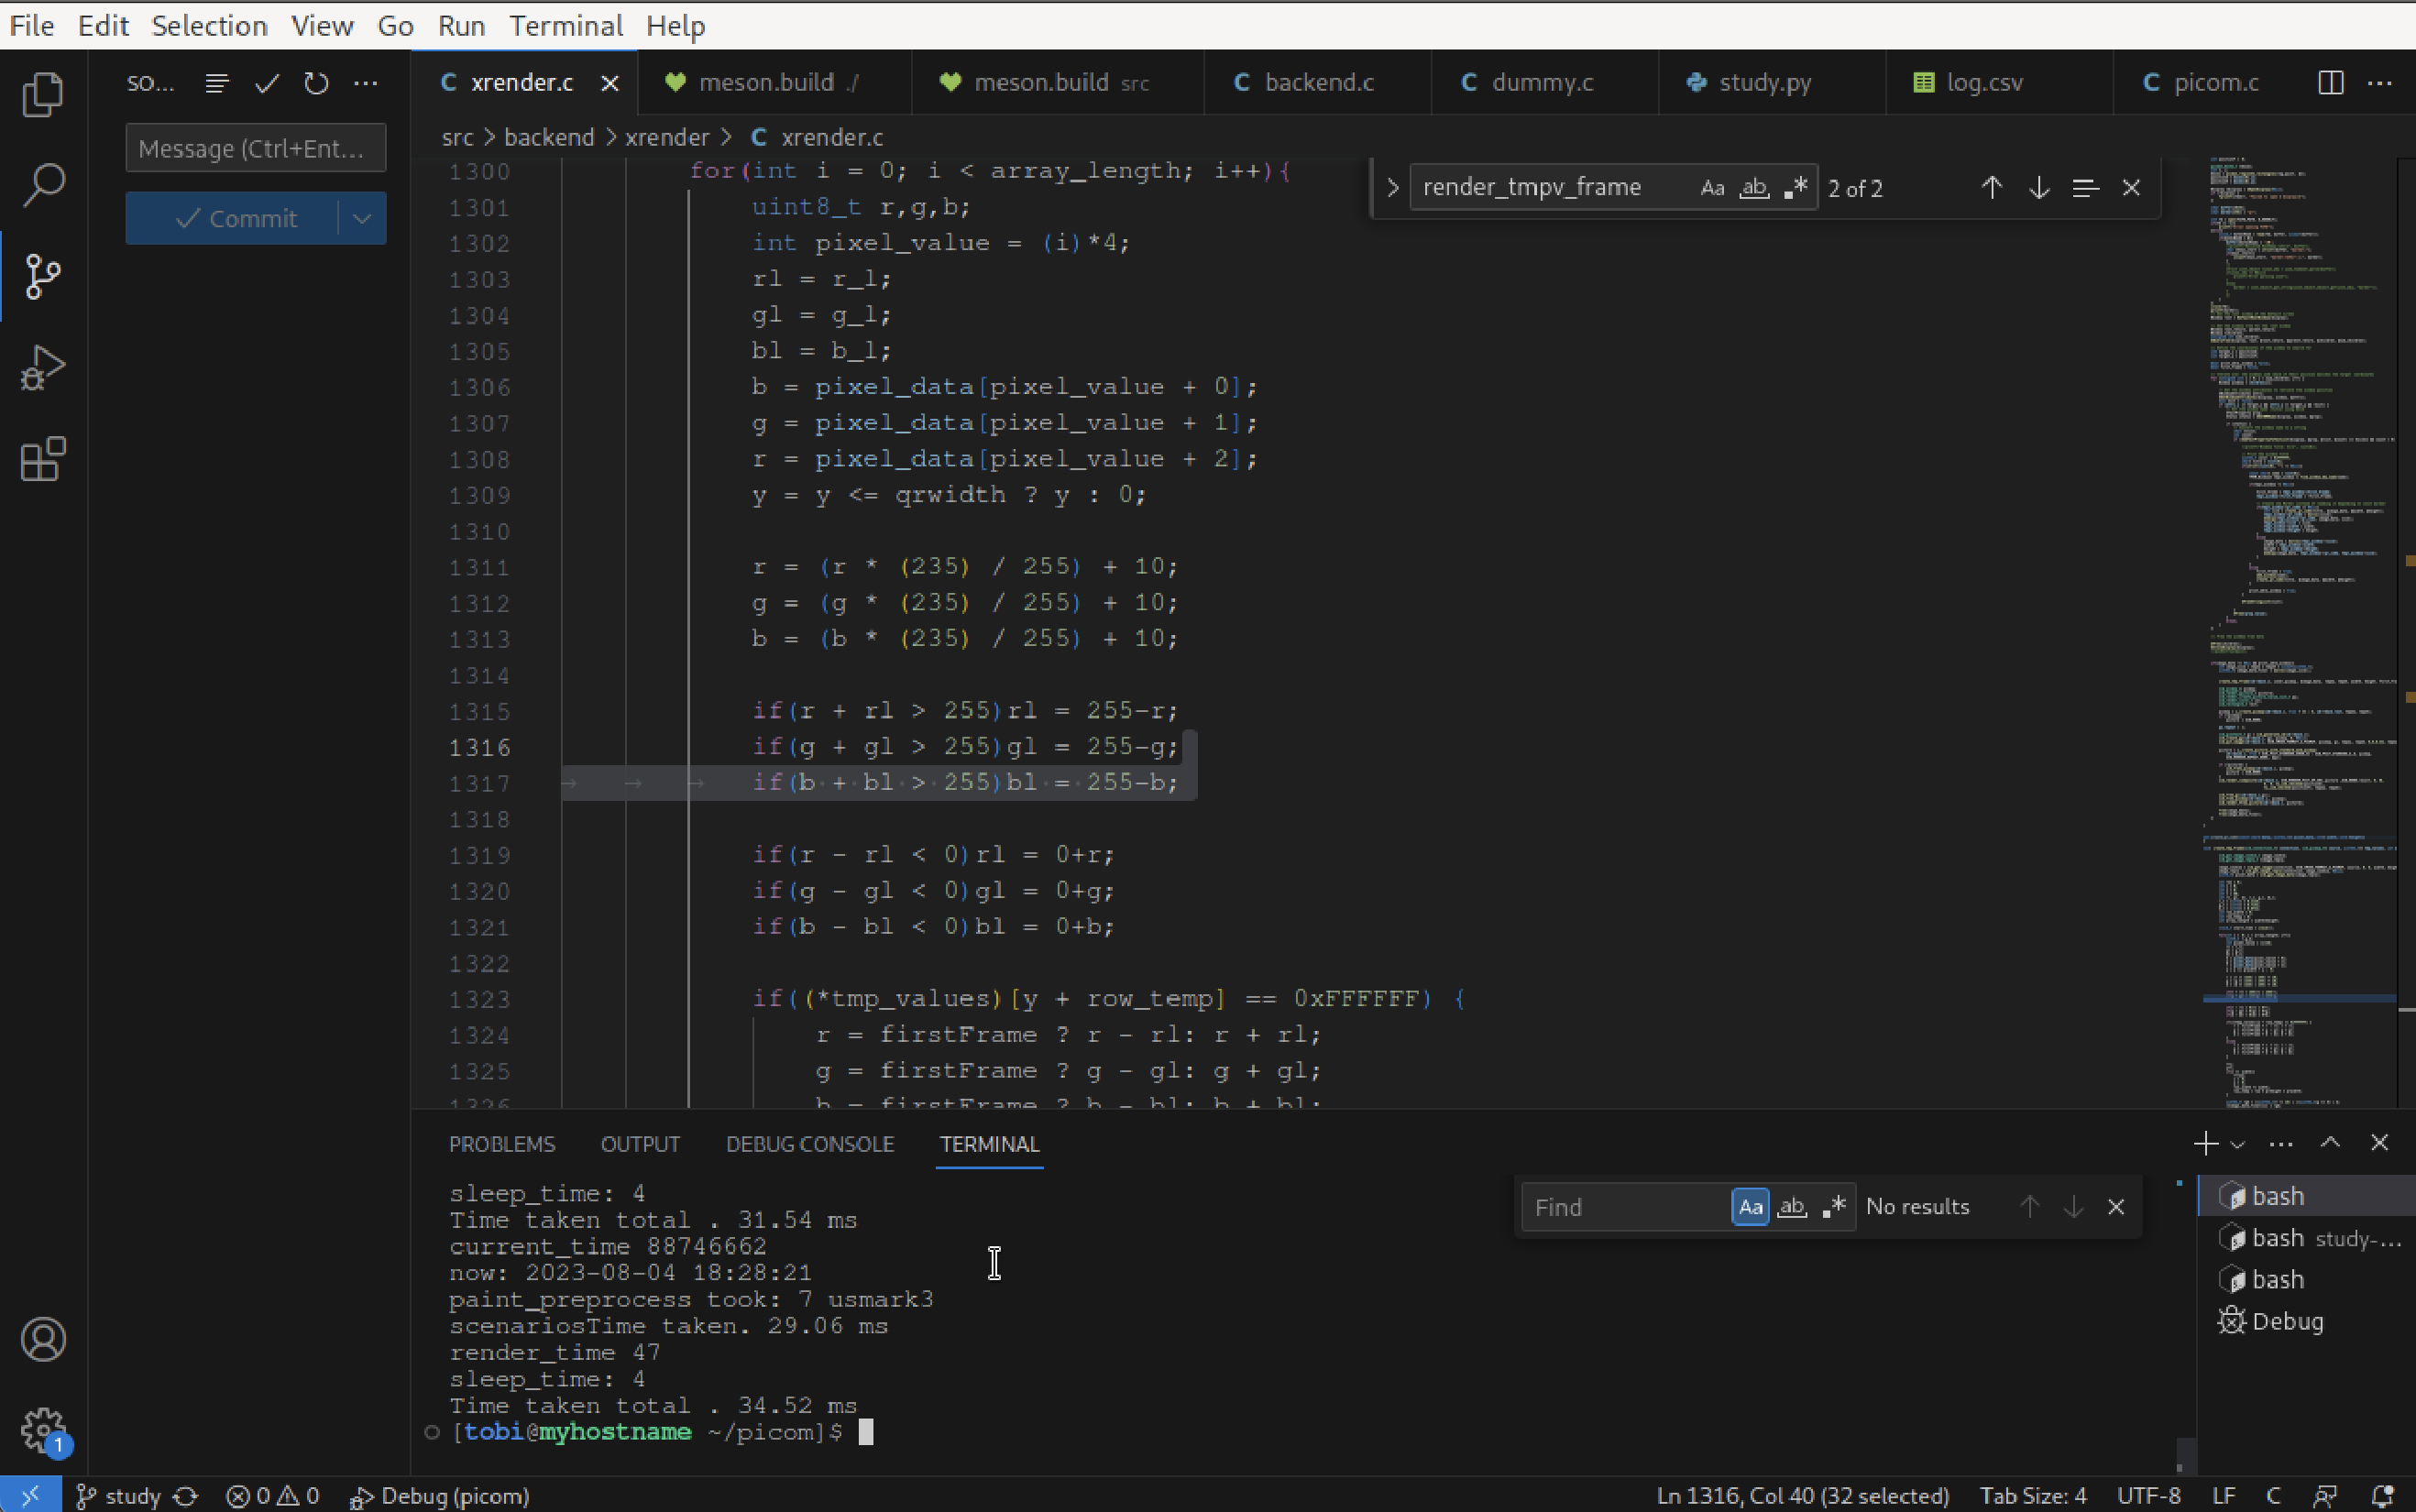 File Edit Selection View Go Run Terminal Help
SO...
xrender.c
meson.build ./
meson.build src
backend.c
dummy.c
study.py
log.csv
picom.c
Message (Ctrl+Ent...
Commit
src > backend > xrender > C xrender.c
render_tmpv_frame Aa ab 2 of 2
1300 for(int i = 0; i < array_length; i++){
1301 uint8_t r,g,b;
1302 int pixel_value = (i)*4;
1303 rl = r_l;
1304 gl = g_l;
1305 bl = b_l;
1306 b = pixel_data[pixel_value + 0];
1307 g = pixel_data[pixel_value + 1];
1308 r = pixel_data[pixel_value + 2];
1309 y = y <= qrwidth ? y : 0;
1310
1311 r = (r * (235) / 255) + 10;
1312 g = (g * (235) / 255) + 10;
1313 b = (b * (235) / 255) + 10;
1314
1315 if(r + rl > 255)rl = 255-r;
1316 if(g + gl > 255)gl = 255-g;
1317 if(b + bl > 255)bl = 255-b;
1318
1319 if(r - rl < 0)rl = 0+r;
1320 if(g - gl < 0)gl = 0+g;
1321 if(b - bl < 0)bl = 0+b;
1322
1323 if((*tmp_values)[y + row_temp] == 0xFFFFFF) {
1324 r = firstFrame ? r - rl: r + rl;
1325 g = firstFrame ? g - gl: g + gl;
1326 b = firstFrame ? b - bl: b + bl;
PROBLEMS OUTPUT DEBUG CONSOLE TERMINAL
Find Aa ab No results
sleep_time: 4
Time taken total . 31.54 ms
current_time 88746662
now: 2023-08-04 18:28:21
paint_preprocess took: 7 usmark3
scenariosTime taken. 29.06 ms
render_time 47
sleep_time: 4
Time taken total . 34.52 ms
[tobi@myhostname ~/picom]$
bash
bash study-...
bash
Debug
1
study 0 0 Debug (picom)
Ln 1316, Col 40 (32 selected) Tab Size: 4 UTF-8 LF C